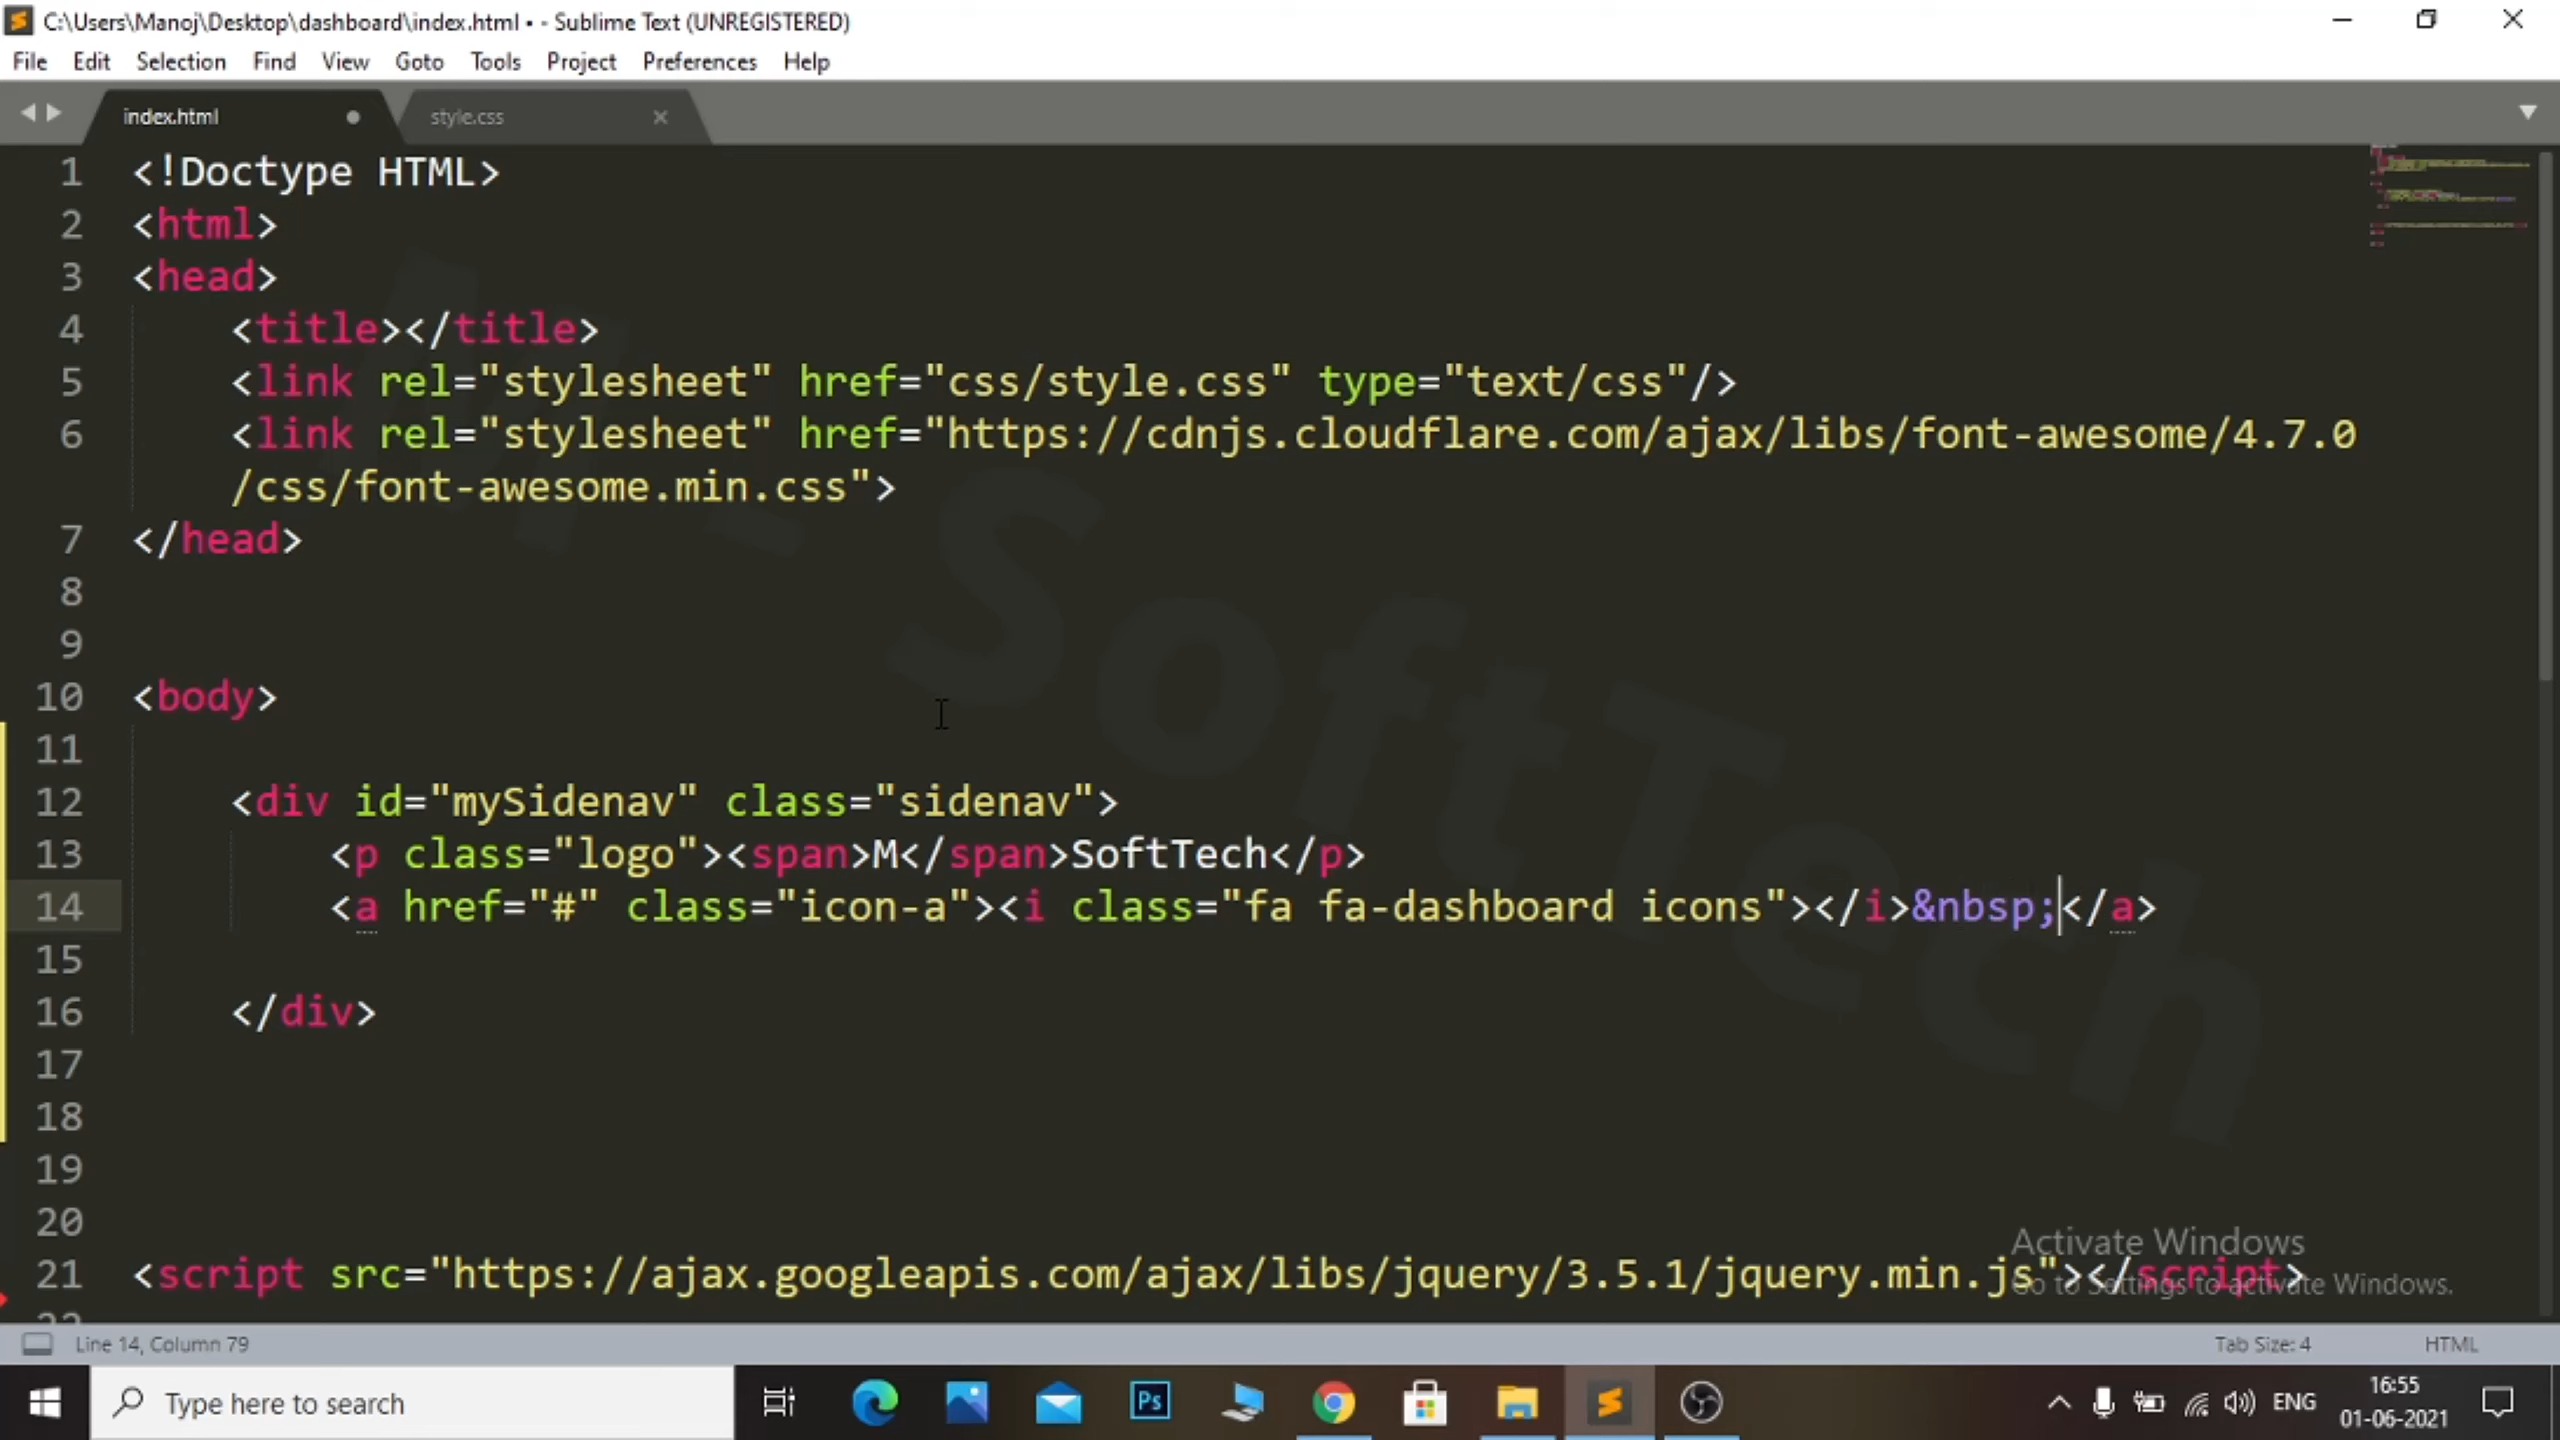 C:\Users\Manoj\Desktop\dashboard\index.html • - Sublime Text (UNREGISTERED)
File Edit Selection Find View Goto Tools Project Preferences Help
index.html style.css
1 <!Doctype HTML>
2 <html>
3 <head>
4 <title></title>
5 <link rel="stylesheet" href="css/style.css" type="text/css"/>
6 <link rel="stylesheet" href="https://cdnjs.cloudflare.com/ajax/libs/font-awesome/4.7.0
/css/font-awesome.min.css">
7 </head>
8
9
10 <body>
11
12 <div id="mySidenav" class="sidenav">
13 <p class="logo"><span>M</span>SoftTech</p>
14 <a href="#" class="icon-a"><i class="fa fa-dashboard icons"></i>&nbsp;</a>
15
16 </div>
17
18
19
20
21 <script src="https://ajax.googleapis.com/ajax/libs/jquery/3.5.1/jquery.min.js"></script>
22
SoftTech
Activate Windows
Go to Settings to activate Windows.
Line 14, Column 79 Tab Size: 4 HTML
Type here to search
Ps
ENG
16:55
01-06-2021